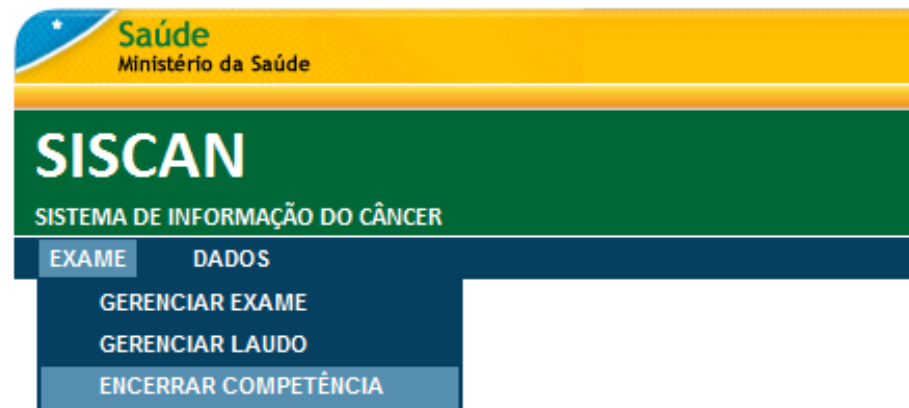 Saúde
Ministério da Saúde
SISCAN
SISTEMA DE INFORMAÇÃO DO CÂNCER
EXAME DADOS
GERENCIAR EXAME
GERENCIAR LAUDO
ENCERRAR COMPETÊNCIA